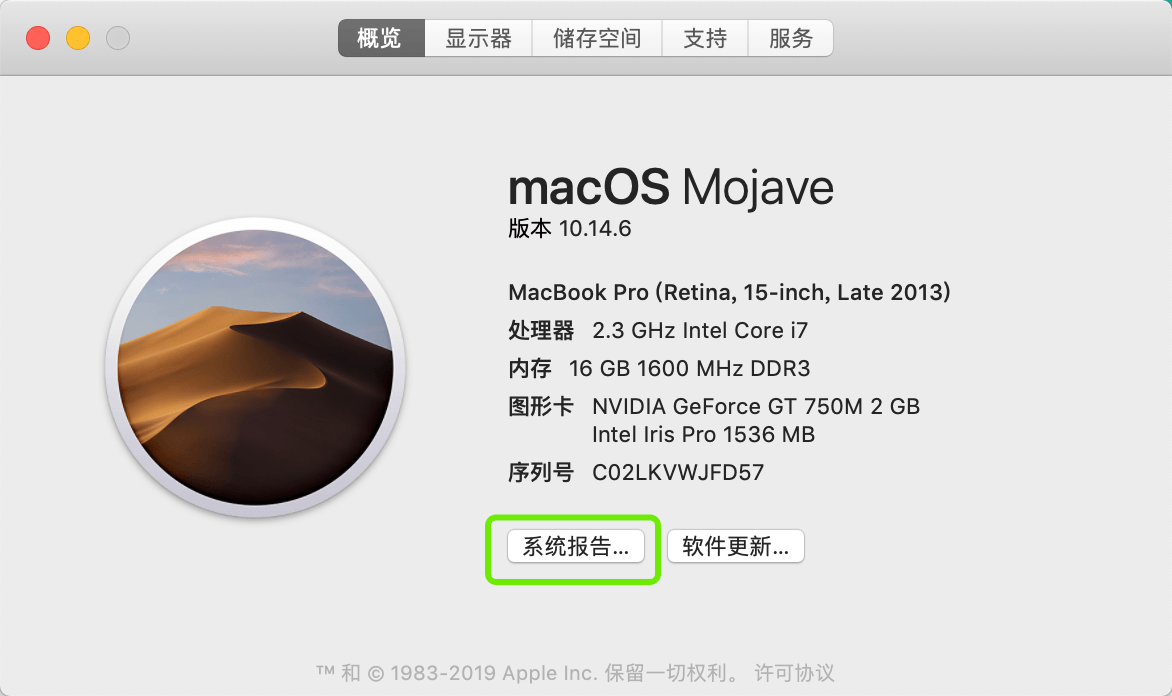 概览 显示器 储存空间 支持 服务
macOS Mojave
版本 10.14.6
MacBook Pro (Retina, 15-inch, Late 2013)
处理器 2.3 GHz Intel Core i7
内存 16 GB 1600 MHz DDR3
图形卡 NVIDIA GeForce GT 750M 2 GB
Intel Iris Pro 1536 MB
序列号 C02LKVWJFD57
系统报告... 软件更新...
™ 和 © 1983-2019 Apple Inc. 保留一切权利。 许可协议